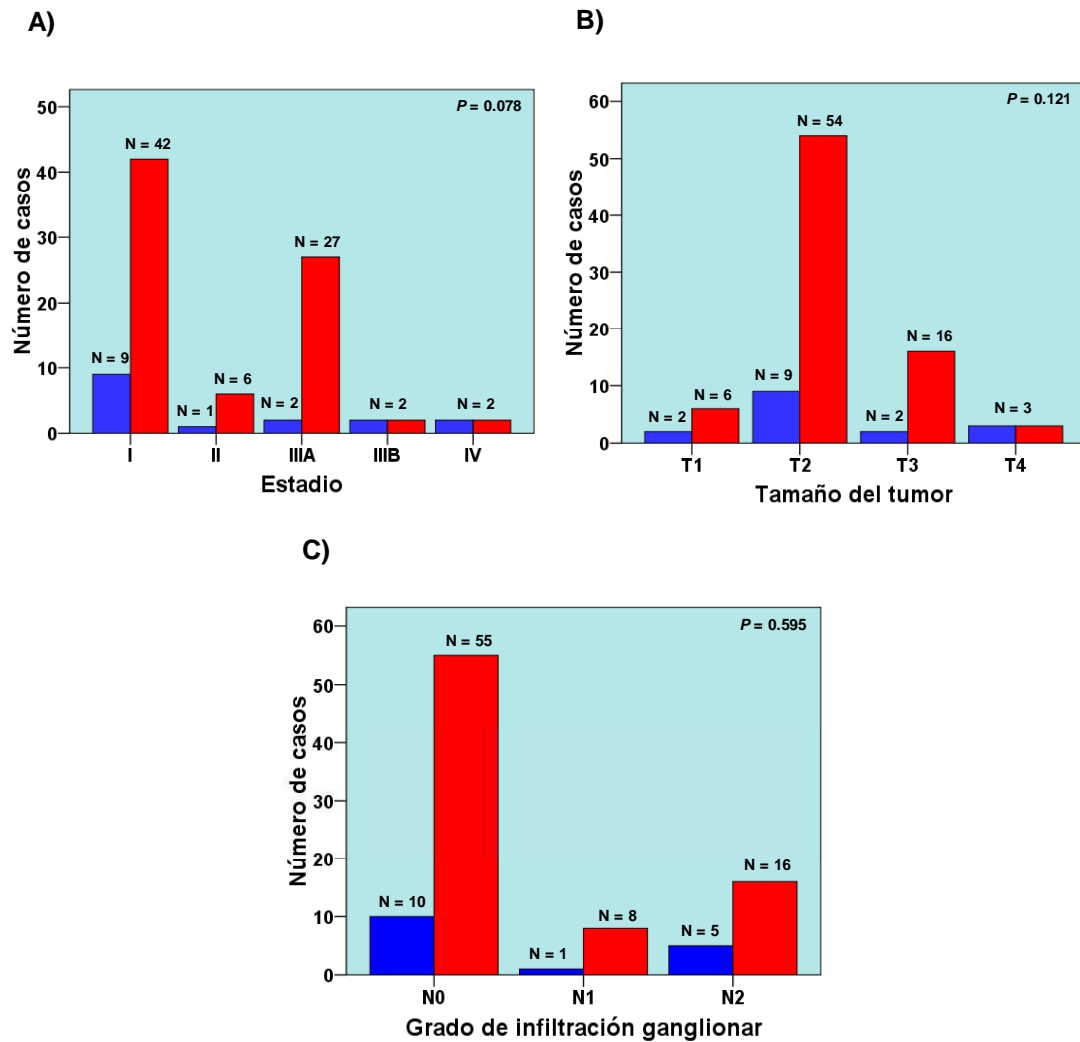 A)
P = 0.078
50
40
30
20
10
0
Número de casos
N = 9
N = 42
N = 1
N = 6
N = 2
N = 27
N = 2
N = 2
I
II
IIIA
IIIB
IV
Estadio
B)
P = 0.121
60
50
40
30
20
10
0
Número de casos
N = 2
N = 6
N = 9
N = 54
N = 2
N = 16
N = 3
T1
T2
T3
T4
Tamaño del tumor
C)
P = 0.595
60
50
40
30
20
10
0
Número de casos
N = 10
N = 55
N = 1
N = 8
N = 5
N = 16
N0
N1
N2
Grado de infiltración ganglionar